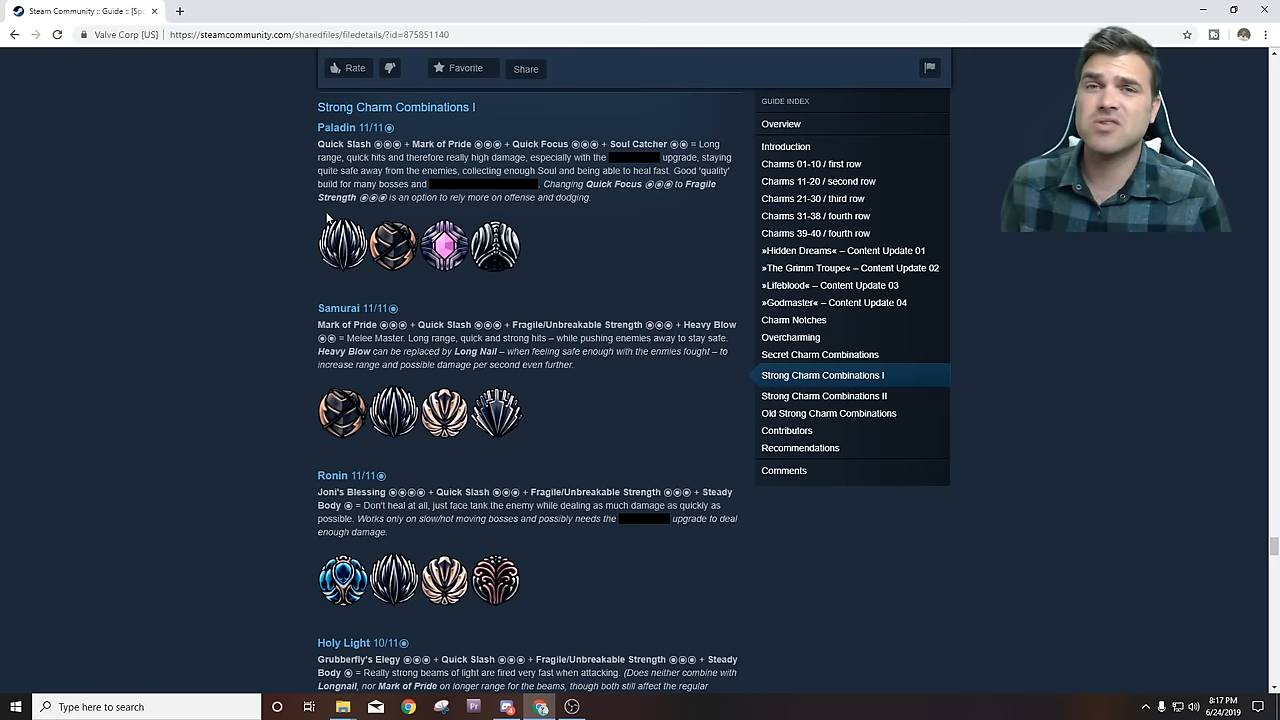 Steam Community :: Guide :: [Sp
Valve Corp [US] | https://steamcommunity.com/sharedfiles/filedetails/?id=875851140
Rate
Favorite
Share
Strong Charm Combinations I
Paladin 11/11
Quick Slash + Mark of Pride + Quick Focus + Soul Catcher = Long
range, quick hits and therefore really high damage, especially with the upgrade, staying
quite safe away from the enemies, collecting enough Soul and being able to heal fast. Good 'quality'
build for many bosses and . Changing Quick Focus to Fragile
Strength is an option to rely more on offense and dodging.
Samurai 11/11
Mark of Pride + Quick Slash + Fragile/Unbreakable Strength + Heavy Blow
= Melee Master. Long range, quick and strong hits – while pushing enemies away to stay safe.
Heavy Blow can be replaced by Long Nail – when feeling safe enough with the enmies fought – to
increase range and possible damage per second even further.
Ronin 11/11
Joni's Blessing + Quick Slash + Fragile/Unbreakable Strength + Steady
Body = Don't heal at all, just face tank the enemy while dealing as much damage as quickly as
possible. Works only on slow/not moving bosses and possibly needs the upgrade to deal
enough damage.
Holy Light 10/11
Grubberfly's Elegy + Quick Slash + Fragile/Unbreakable Strength + Steady
Body = Really strong beams of light are fired very fast when attacking. (Does neither combine with
Longnail, nor Mark of Pride on longer range for the beams, though both still affect the regular
GUIDE INDEX
Overview
Introduction
Charms 01-10 / first row
Charms 11-20 / second row
Charms 21-30 / third row
Charms 31-38 / fourth row
Charms 39-40 / fourth row
»Hidden Dreams« – Content Update 01
»The Grimm Troupe« – Content Update 02
»Lifeblood« – Content Update 03
»Godmaster« – Content Update 04
Charm Notches
Overcharming
Secret Charm Combinations
Strong Charm Combinations I
Strong Charm Combinations II
Old Strong Charm Combinations
Contributors
Recommendations
Comments
Type here to search
Pr
8:17 PM
6/24/2019